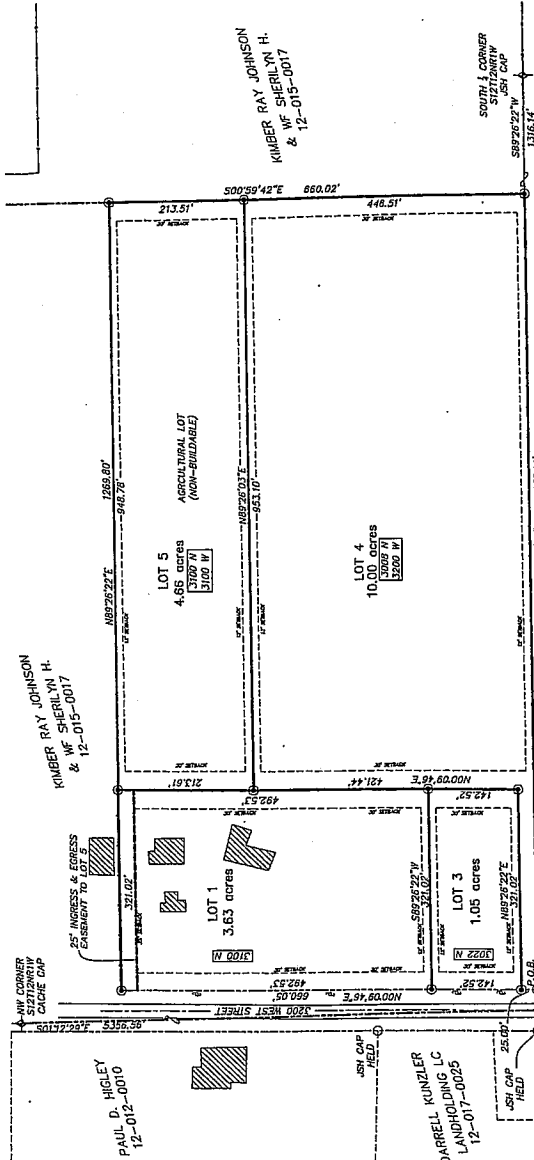 KIMBER RAY JOHNSON
& WF SHERILYN H.
12-015-0017
SOUTH ¼ CORNER
S12T12NR1W
JSH CAP
S89°26'22"W
1316.14'
S00°59'42"E 660.02'
213.51'
446.51'
1269.80'
948.78'
N89°26'22"E
AGRCULTURAL LOT
(NON-BUILDABLE)
N89°26'03"E
953.10'
LOT 5
4.66 acres
3100 N
3100 W
LOT 4
10.00 acres
3008 N
3200 W
KIMBER RAY JOHNSON
& WF SHERILYN H.
12-015-0017
213.61'
492.53'
421.44'
N00°09'46"E
142.52'
25' INGRESS & EGRESS
EASEMENT TO LOT 5
321.02'
LOT 1
3.63 acres
3100 N
S89°26'22"W
321.02'
LOT 3
1.05 acres
3022 N
N89°26'22"E
321.02'
NW CORNER
S12T12NR1W
CACHE CAP
492.53'
660.05'
N00°09'46"E
142.52
P.O.B.
3200 WEST STREET
25.00'
JSH CAP
HELD
JSH CAP
HELD
PAUL D. HIGLEY
12-012-0010
DARRELL KUNZLER
LANDHOLDING LC
12-017-0025